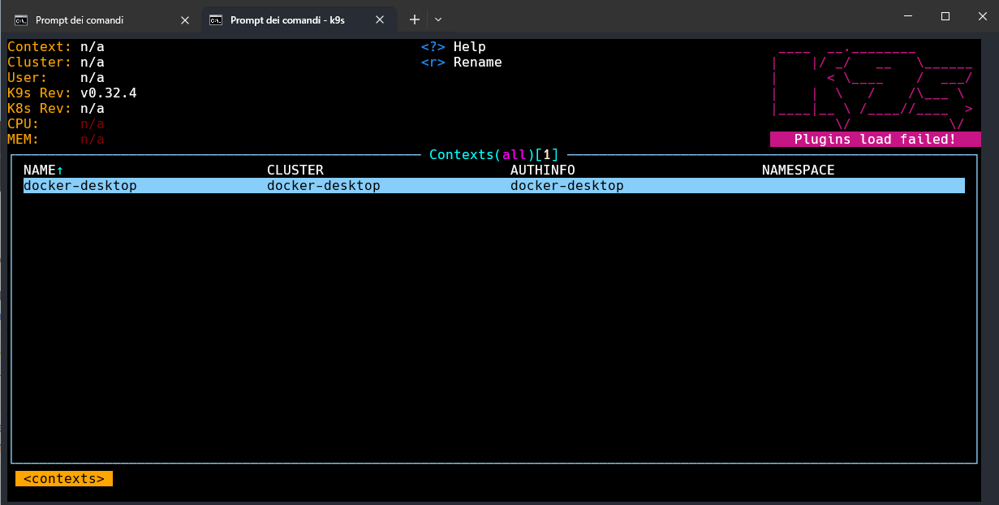 Prompt dei comandi
Prompt dei comandi - k9s
Context: n/a
<?> Help
Cluster: n/a
<r> Rename
User: n/a
K9s Rev: v0.32.4
K8s Rev: n/a
CPU: n/a
MEM: n/a
Plugins load failed!
Contexts(all)[1]
NAME↑ CLUSTER AUTHINFO NAMESPACE
docker-desktop docker-desktop docker-desktop
<contexts>